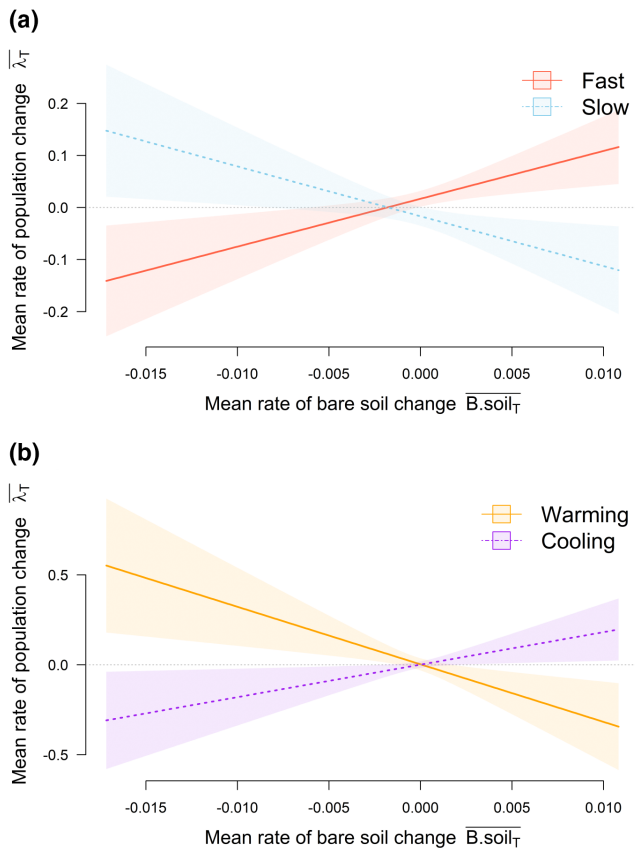 (a)
Mean rate of population change λT
Fast
Slow
0.2
0.1
0.0
-0.1
-0.2
-0.015 -0.010 -0.005 0.000 0.005 0.010
Mean rate of bare soil change B.soilT
(b)
Mean rate of population change λT
Warming
Cooling
0.5
0.0
-0.5
-0.015 -0.010 -0.005 0.000 0.005 0.010
Mean rate of bare soil change B.soilT